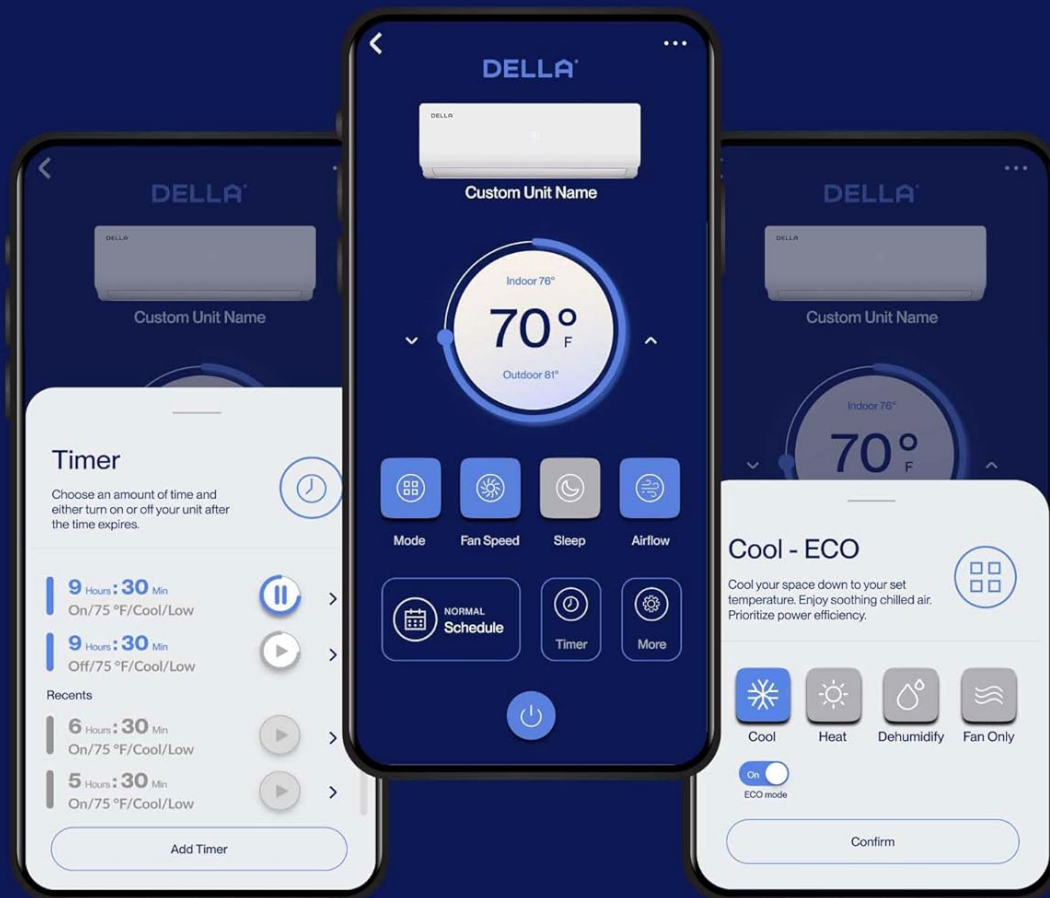 DELLA
DELLA
Custom Unit Name
Timer
Choose an amount of time and
either turn on or off your unit after
the time expires.
9 Hours : 30 Min
On/75 °F/Cool/Low
9 Hours : 30 Min
Off/75 °F/Cool/Low
Recents
6 Hours : 30 Min
On/75 °F/Cool/Low
5 Hours : 30 Min
On/75 °F/Cool/Low
Add Timer
DELLA
DELLA
Custom Unit Name
Indoor 76°
70° F
Outdoor 81°
Mode
Fan Speed
Sleep
Airflow
NORMAL
Schedule
Timer
More
DELLA
DELLA
Custom Unit Name
Indoor 76°
70° F
Cool - ECO
Cool your space down to your set
temperature. Enjoy soothing chilled air.
Prioritize power efficiency.
Cool
Heat
Dehumidify
Fan Only
On
ECO mode
Confirm